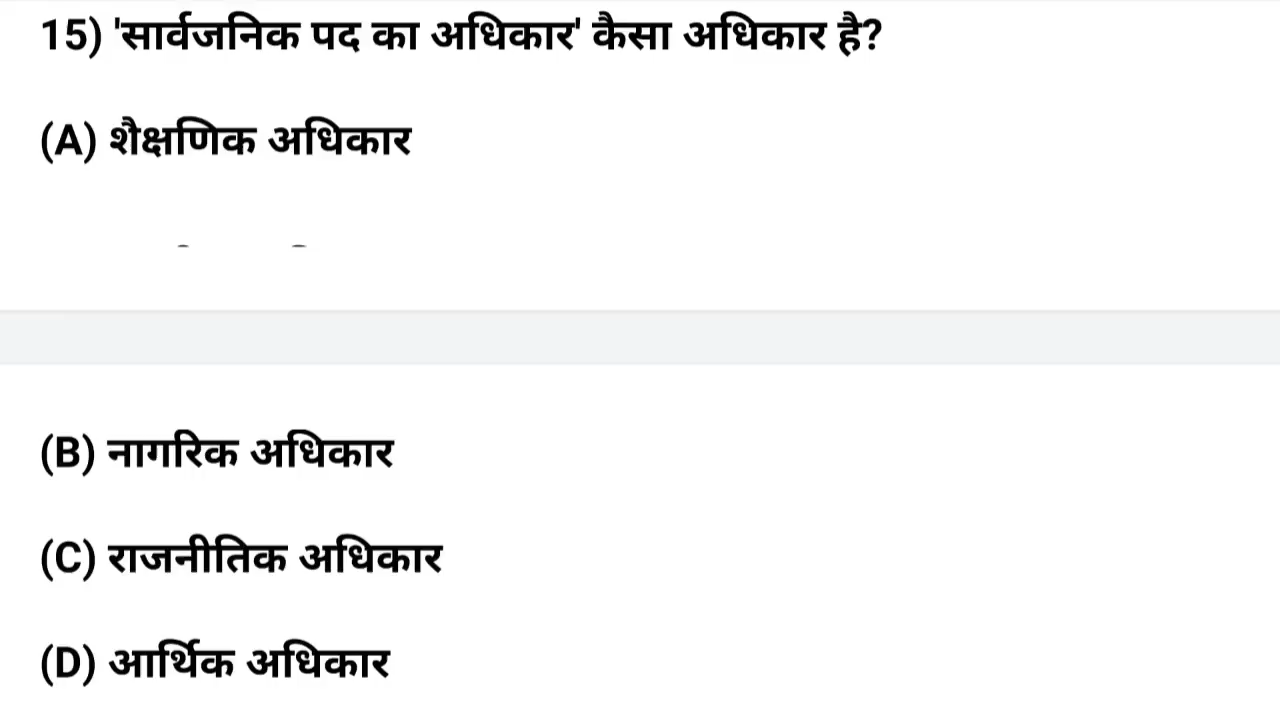 15) 'सार्वजनिक पद का अधिकार' कैसा अधिकार है?
(A) शैक्षणिक अधिकार
(B) नागरिक अधिकार
(C) राजनीतिक अधिकार
(D) आर्थिक अधिकार